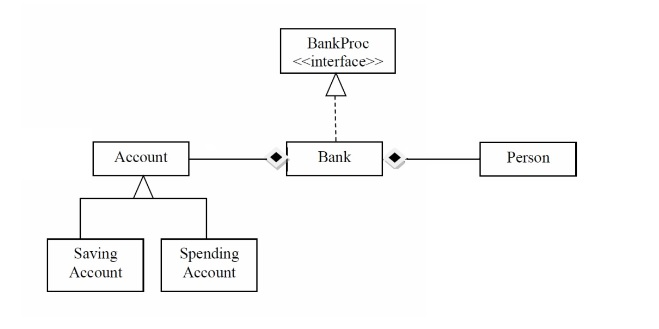 BankProc
<<interface>>
Account
Bank
Person
Saving
Account
Spending
Account